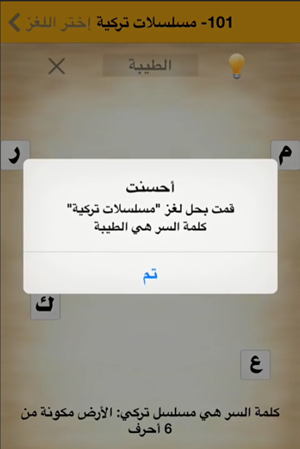 101- مسلسلات تركية إختر اللغز
الطيبة
ر
م
أحسنت
قمت بحل لغز "مسلسلات تركية"
كلمة السر هي الطيبة
تم
ك
ع
كلمة السر هي مسلسل تركي: الأرض مكونة من
6 أحرف